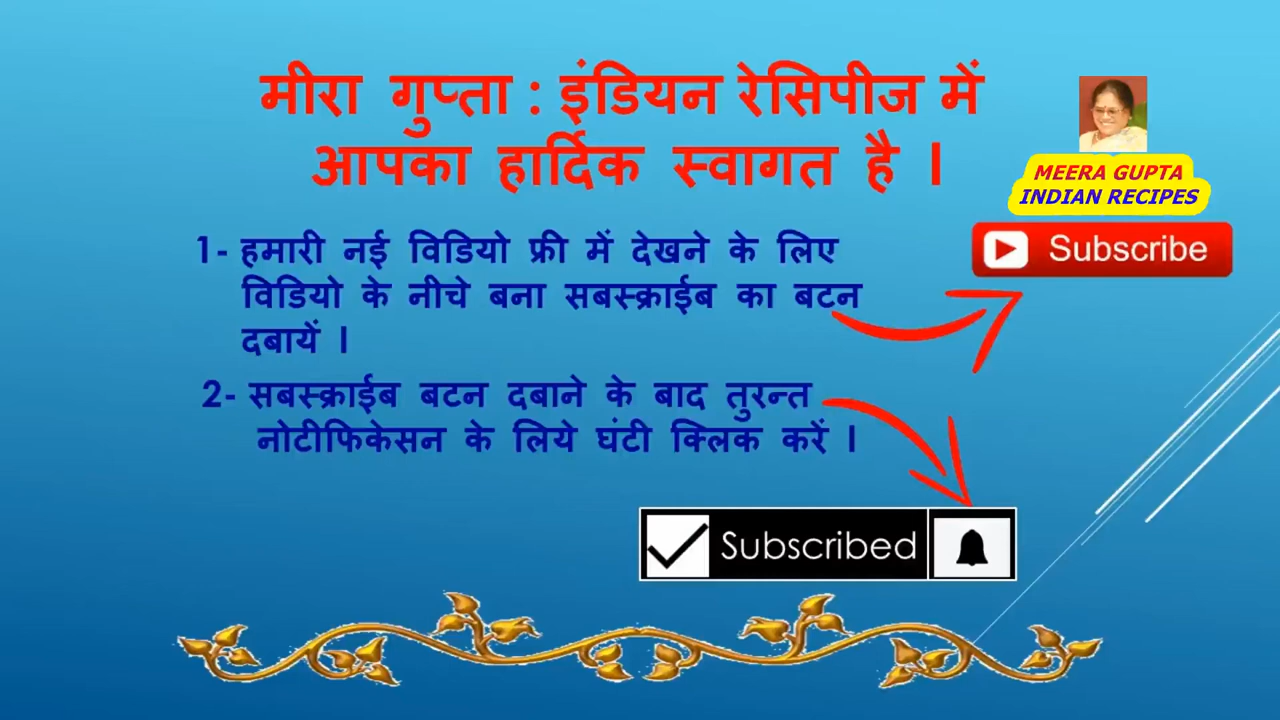 मीरा गुप्ता : इंडियन रेसिपीज में
आपका हार्दिक स्वागत है ।
MEERA GUPTA
INDIAN RECIPES
Subscribe
1- हमारी नई विडियो फ्री में देखने के लिए
विडियो के नीचे बना सबस्क्राईब का बटन
दबायें ।
2- सबस्क्राईब बटन दबाने के बाद तुरन्त
नोटीफिकेसन के लिये घंटी क्लिक करें ।
Subscribed